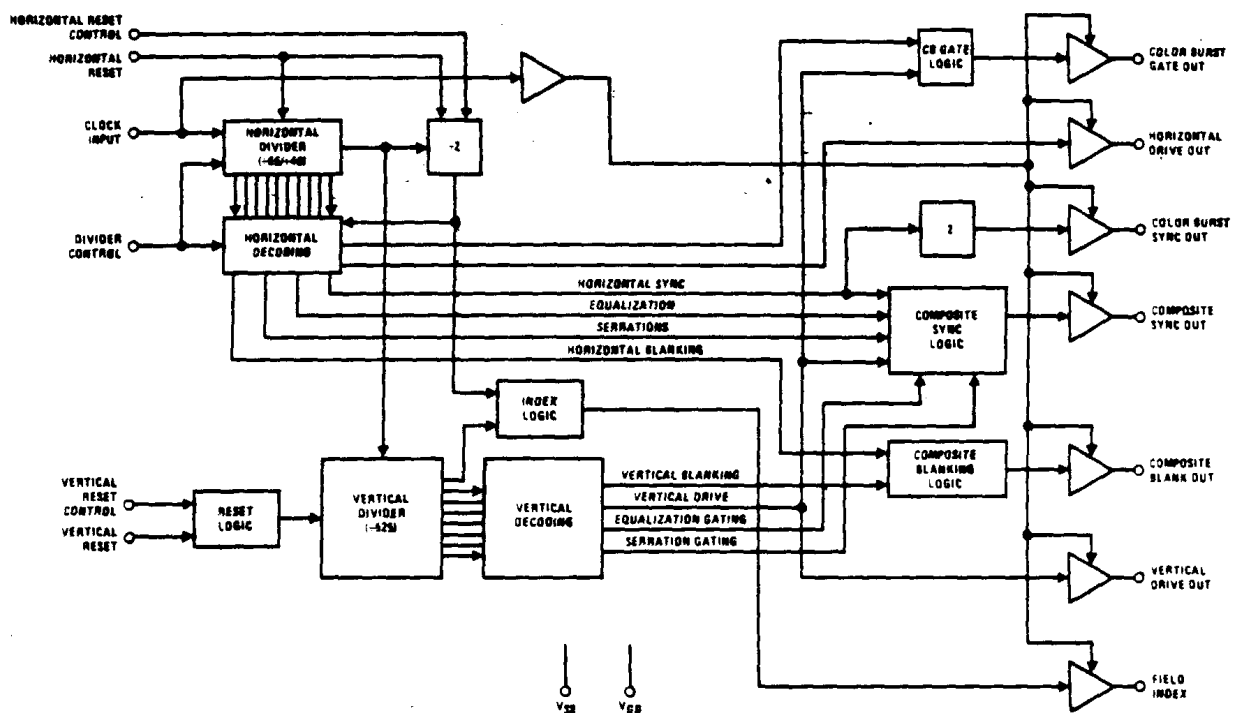 HORIZONTAL RESET
CONTROL
HORIZONTAL
RESET
CLOCK
INPUT
DIVIDER
CONTROL
HORIZONTAL
DIVIDER
÷2
HORIZONTAL
DECODING
CB GATE
LOGIC
COLOR BURST
GATE OUT
HORIZONTAL
DRIVE OUT
2
COLOR BURST
SYNC OUT
HORIZONTAL SYNC
EQUALIZATION
SERRATIONS
HORIZONTAL BLANKING
COMPOSITE
SYNC
LOGIC
COMPOSITE
SYNC OUT
INDEX
LOGIC
VERTICAL
RESET
CONTROL
VERTICAL
RESET
RESET
LOGIC
VERTICAL
DIVIDER
(÷525)
VERTICAL
DECODING
VERTICAL BLANKING
VERTICAL DRIVE
EQUALIZATION GATING
SERRATION GATING
COMPOSITE
BLANKING
LOGIC
COMPOSITE
BLANK OUT
VERTICAL
DRIVE OUT
FIELD
INDEX